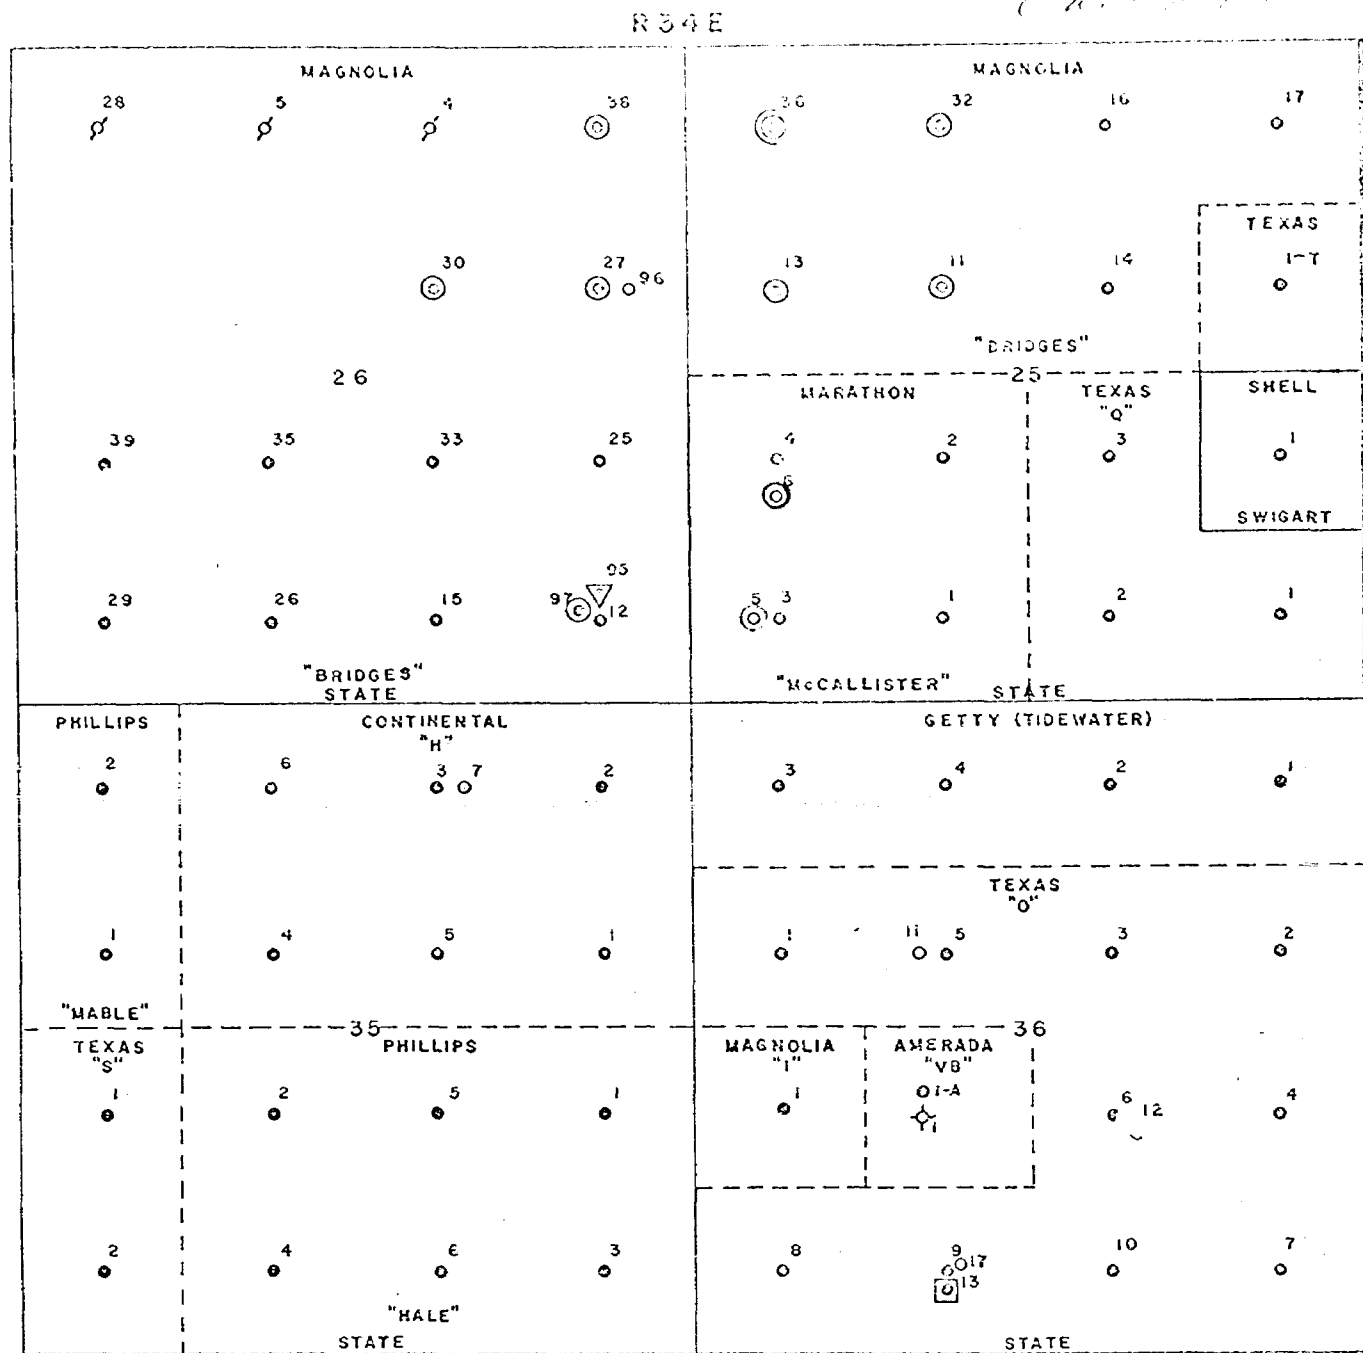 R34E
MAGNOLIA MAGNOLIA
28 5 4 38 36 32 16 17
TEXAS
30 27 96 13 11 14 1-Y
"BRIDGES"
26 25
MARATHON TEXAS SHELL
"Q"
39 35 33 25 4 2 3 1
6
SWIGART
95
29 26 15 97 12 5 3 1 2 1
"BRIDGES" "McCALLISTER" STATE
STATE
PHILLIPS CONTINENTAL GETTY (TIDEWATER)
"H"
2 6 3 7 2 3 4 2 1
TEXAS
"O"
1 4 5 1 1 11 5 3 2
"MABLE"
35 36
TEXAS PHILLIPS MAGNOLIA AMERADA
"S" "I" "VB"
1 2 5 1 1 1-A 6 12 4
1
2 4 6 3 8 9 17 10 7
13
"HALE"
STATE STATE